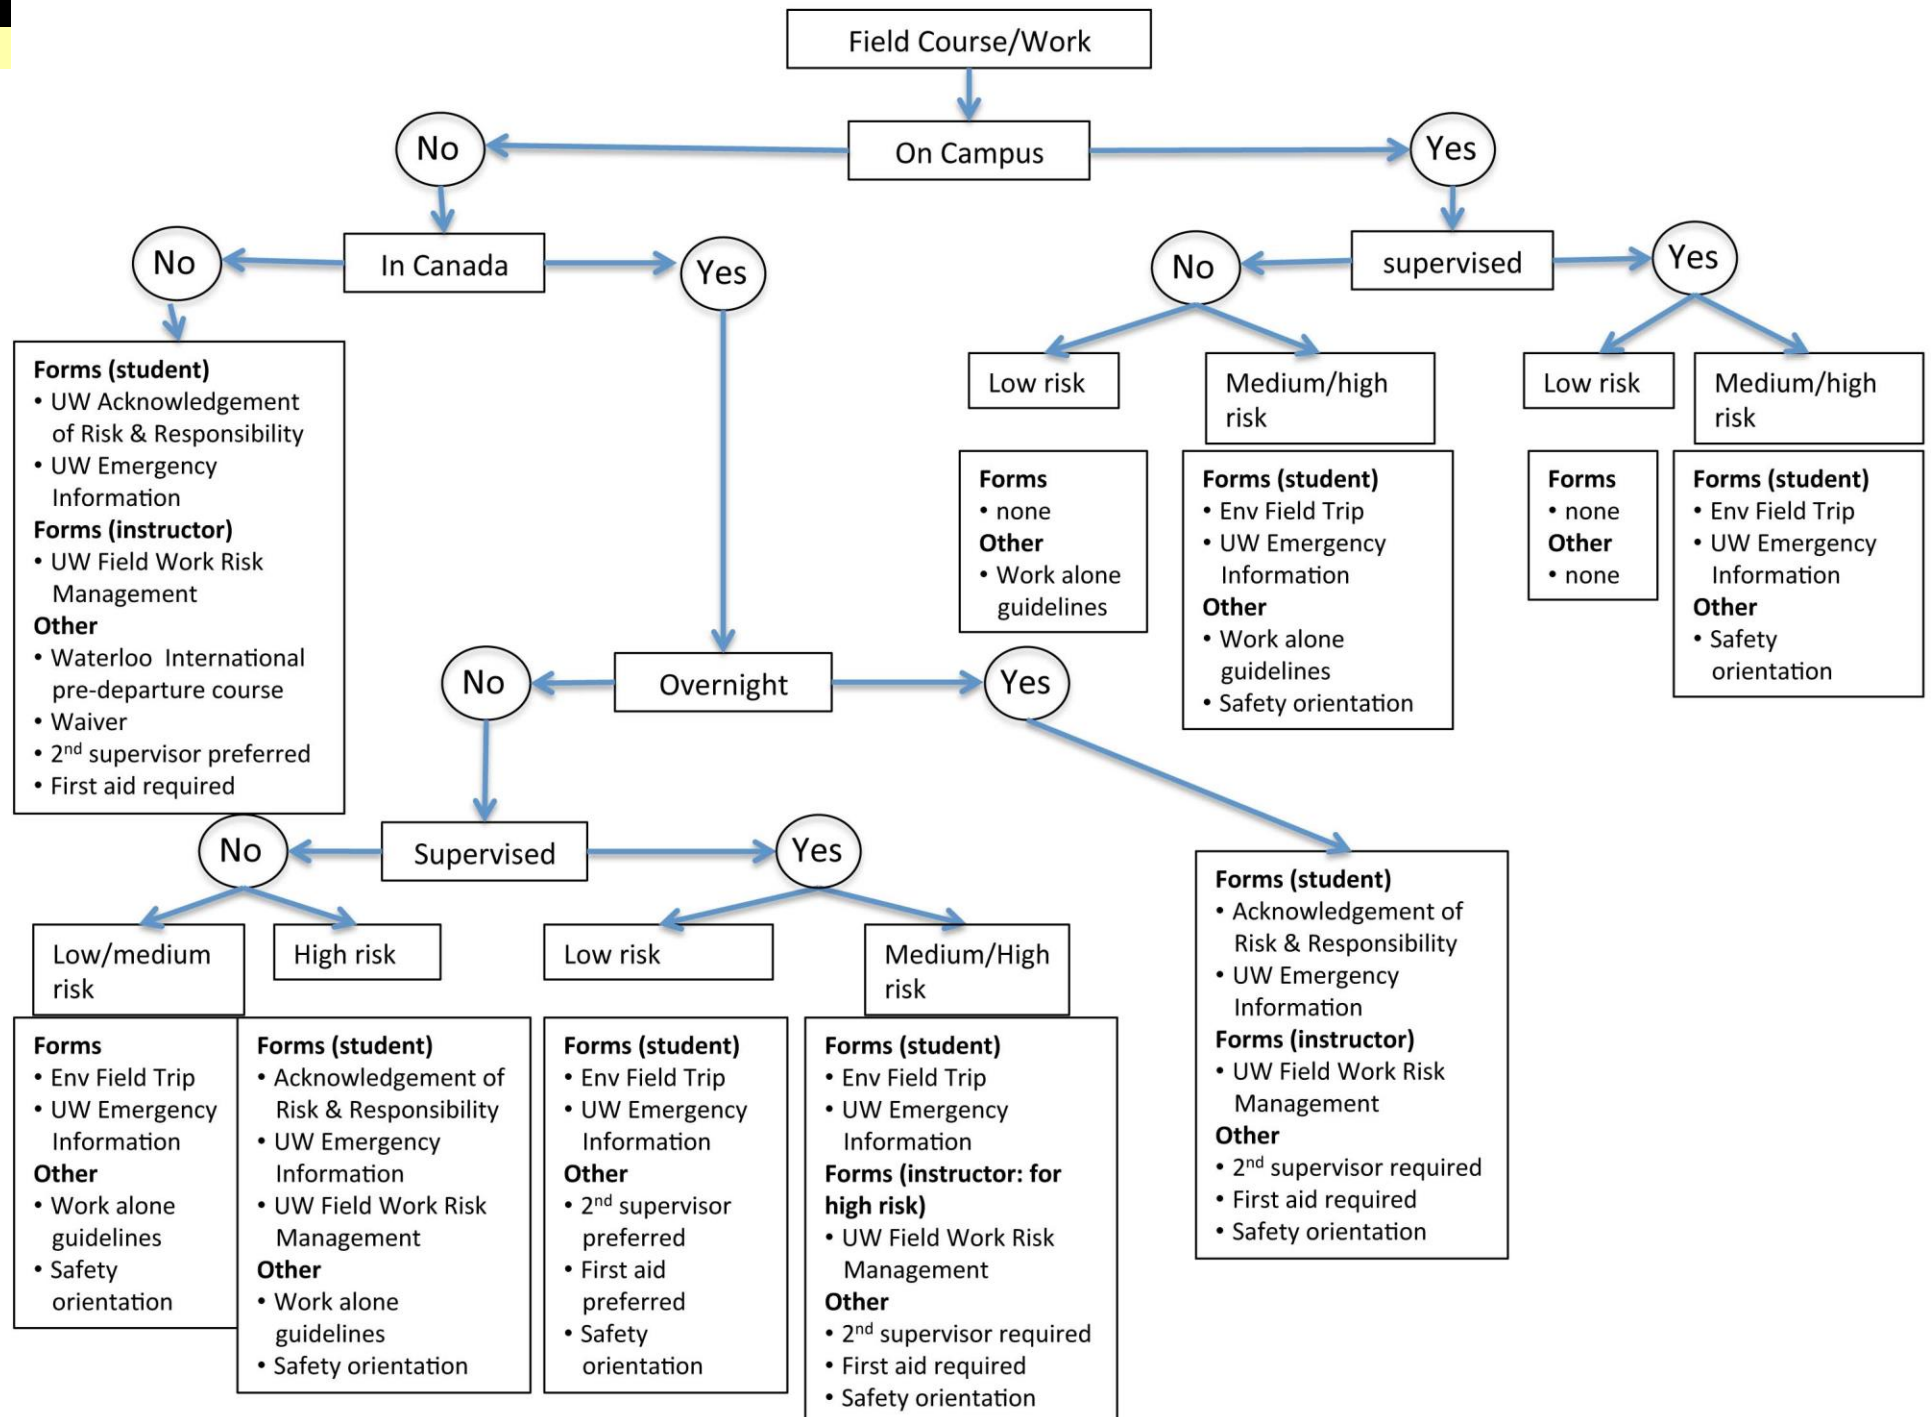 Field Course/Work
On Campus
No
Yes
In Canada
No
Yes
supervised
No
Yes
Forms (student)
• UW Acknowledgement
of Risk & Responsibility
• UW Emergency
Information
Forms (instructor)
• UW Field Work Risk
Management
Other
• Waterloo International
pre-departure course
• Waiver
• 2nd supervisor preferred
• First aid required
Low risk
Forms
• none
Other
• Work alone
guidelines
Medium/high
risk
Forms (student)
• Env Field Trip
• UW Emergency
Information
Other
• Work alone
guidelines
• Safety orientation
Low risk
Forms
• none
Other
• none
Medium/high
risk
Forms (student)
• Env Field Trip
• UW Emergency
Information
Other
• Safety
orientation
Overnight
No
Yes
Supervised
No
Yes
Low/medium
risk
Forms
• Env Field Trip
• UW Emergency
Information
Other
• Work alone
guidelines
• Safety
orientation
High risk
Forms (student)
• Acknowledgement of
Risk & Responsibility
• UW Emergency
Information
• UW Field Work Risk
Management
Other
• Work alone
guidelines
• Safety orientation
Low risk
Forms (student)
• Env Field Trip
• UW Emergency
Information
Other
• 2nd supervisor
preferred
• First aid
preferred
• Safety
orientation
Medium/High
risk
Forms (student)
• Env Field Trip
• UW Emergency
Information
Forms (instructor: for
high risk)
• UW Field Work Risk
Management
Other
• 2nd supervisor required
• First aid required
• Safety orientation
Forms (student)
• Acknowledgement of
Risk & Responsibility
• UW Emergency
Information
Forms (instructor)
• UW Field Work Risk
Management
Other
• 2nd supervisor required
• First aid required
• Safety orientation